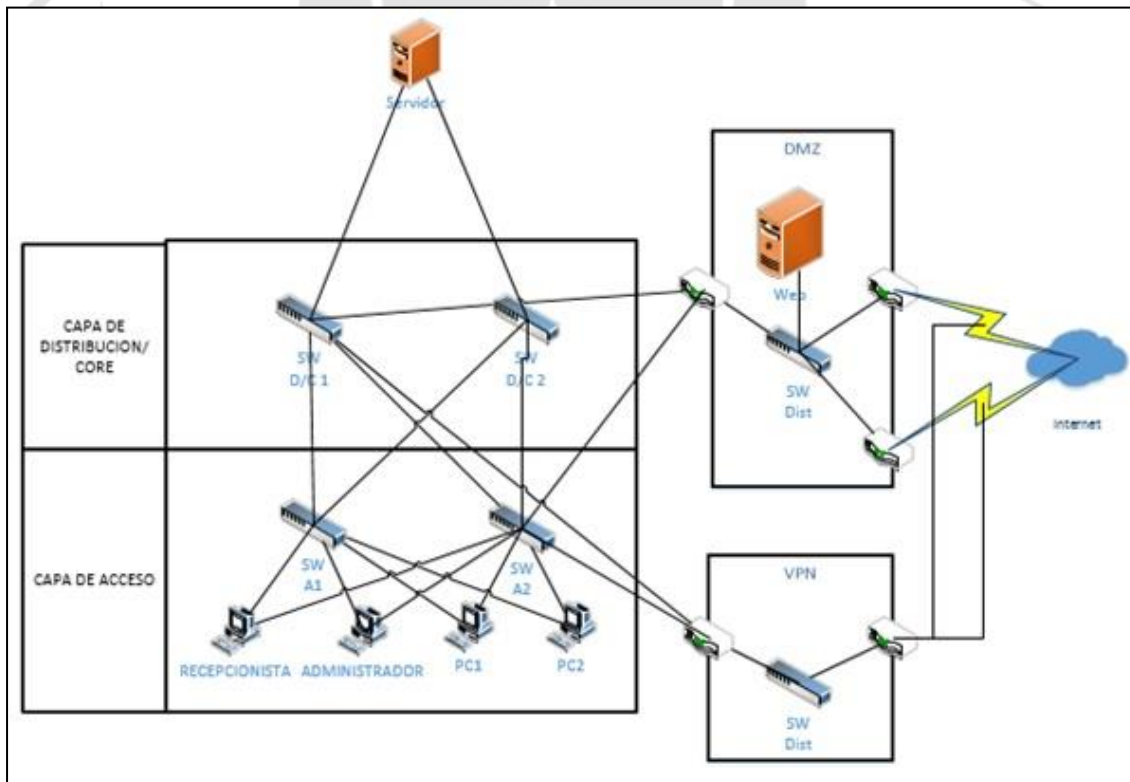 Servidor
DMZ
Web
CAPA DE
DISTRIBUCION/
CORE
SW
D/C 1
SW
D/C 2
SW
Dist
Internet
CAPA DE ACCESO
SW
A1
SW
A2
VPN
RECEPCIONISTA
ADMINISTRADOR
PC1
PC2
SW
Dist